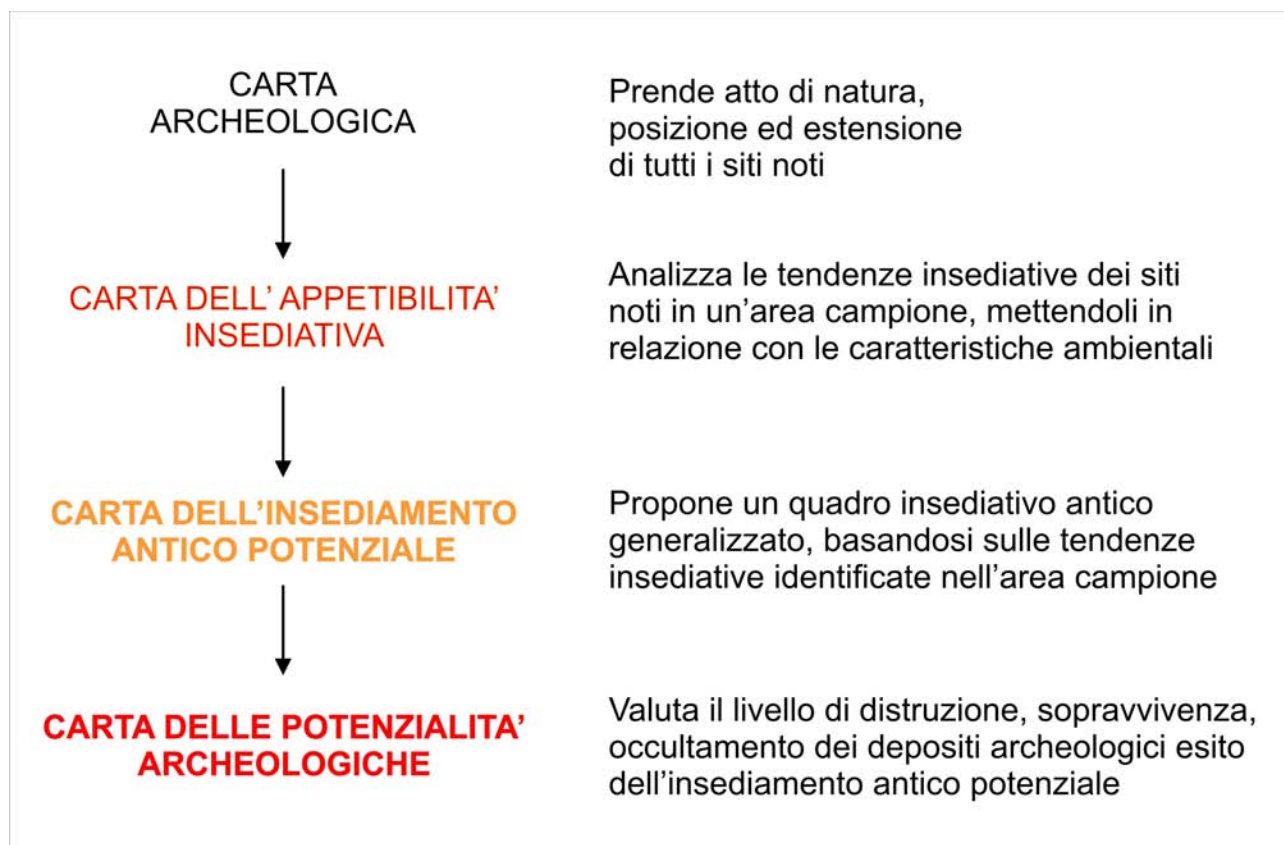 CARTA
ARCHEOLOGICA
Prende atto di natura,
posizione ed estensione
di tutti i siti noti
CARTA DELL' APPETIBILITA'
INSEDIATIVA
Analizza le tendenze insediative dei siti
noti in un'area campione, mettendoli in
relazione con le caratteristiche ambientali
CARTA DELL'INSEDIAMENTO
ANTICO POTENZIALE
Propone un quadro insediativo antico
generalizzato, basandosi sulle tendenze
insediative identificate nell'area campione
CARTA DELLE POTENZIALITA'
ARCHEOLOGICHE
Valuta il livello di distruzione, sopravvivenza,
occultamento dei depositi archeologici esito
dell'insediamento antico potenziale